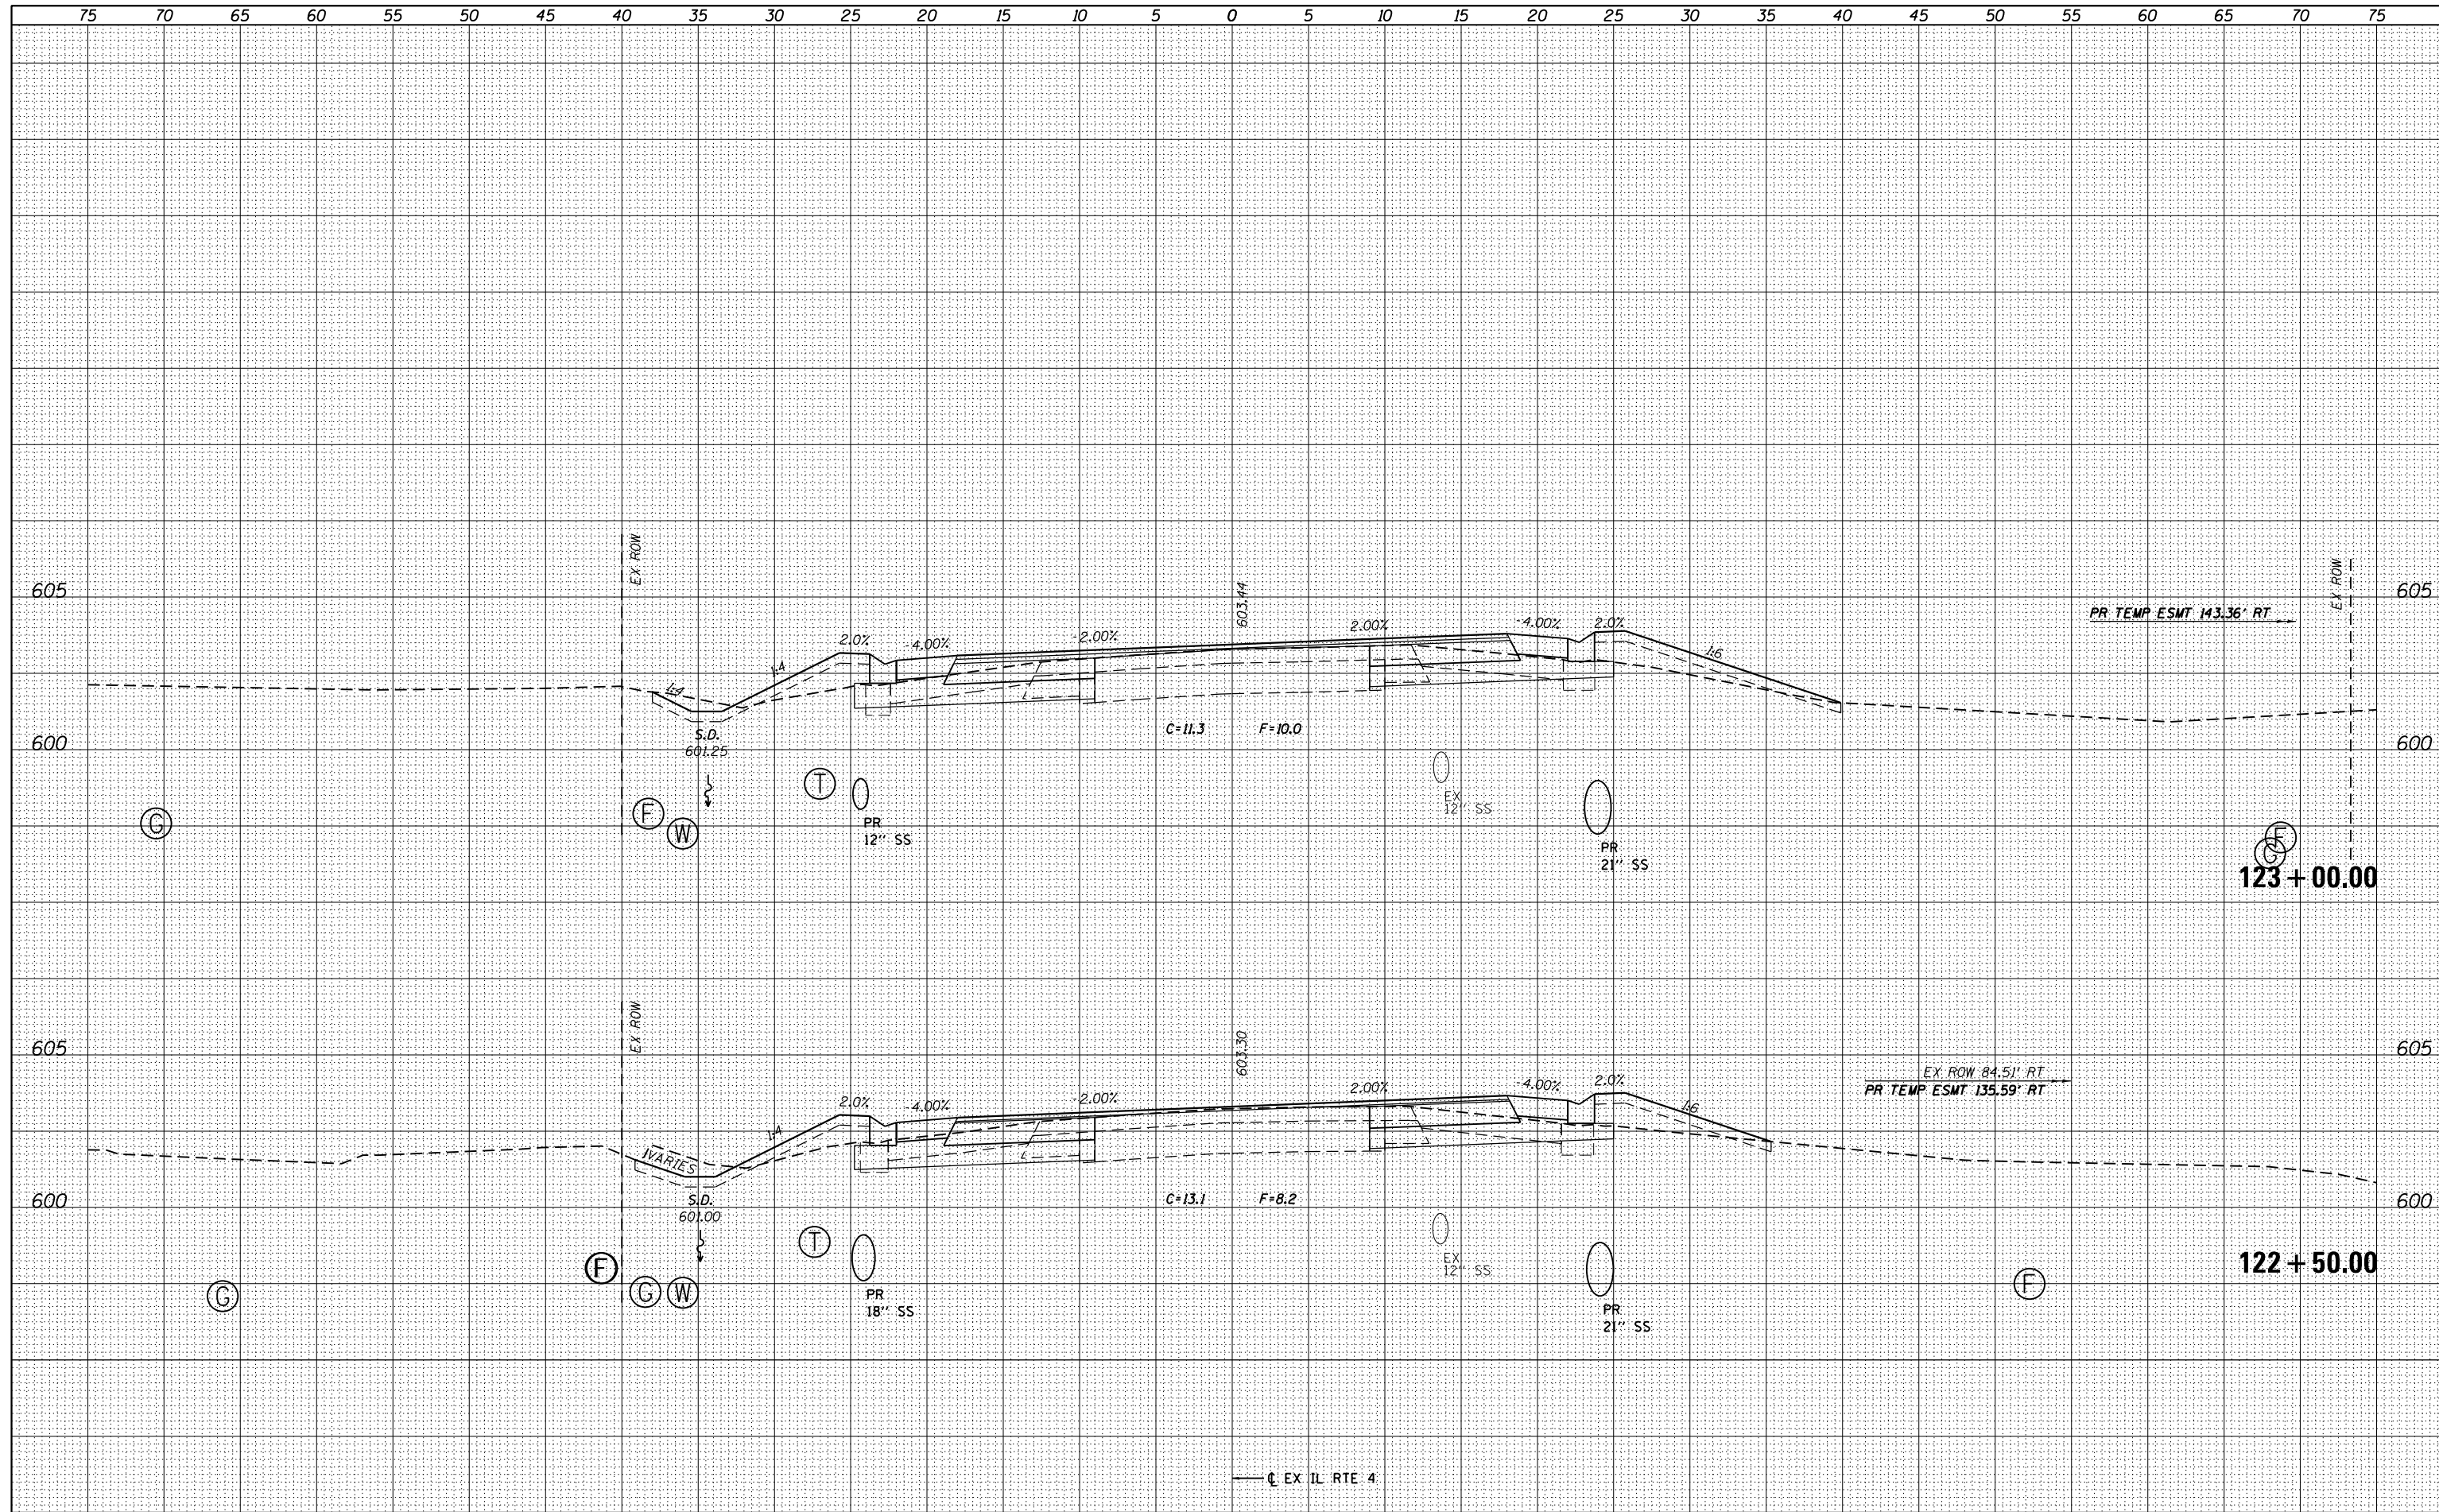 75 70 65 60 55 50 45 40 35 30 25 20 15 10 5 0 5 10 15 20 25 30 35 40 45 50 55 60 65 70 75
EX ROW
603.44
EX ROW
605
605
PR TEMP ESMT 143.36' RT
1:4
1:4
2.0%
-4.00%
-2.00%
2.00%
-4.00%
2.0%
1:6
S.D.
601.25
C=11.3 F=10.0
600
600
G
F
W
T
PR
12'' SS
EX
12'' SS
PR
21'' SS
F
G
123+00.00
EX ROW
603.30
605
605
EX ROW 84.51' RT
PR TEMP ESMT 135.59' RT
VARIES
1:4
2.0%
-4.00%
-2.00%
2.00%
-4.00%
2.0%
1:6
S.D.
601.00
C=13.1 F=8.2
600
600
G
F
G
W
T
PR
18'' SS
EX
12'' SS
PR
21'' SS
F
122+50.00
℄ EX IL RTE 4